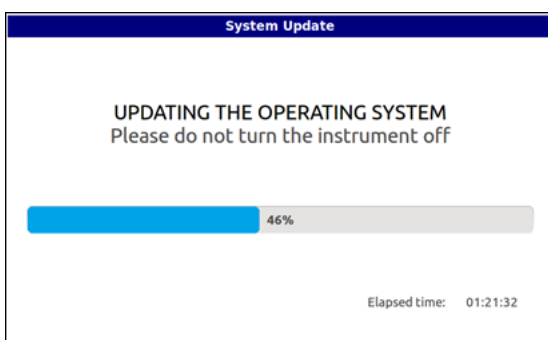 System Update
UPDATING THE OPERATING SYSTEM
Please do not turn the instrument off
46%
Elapsed time: 01:21:32